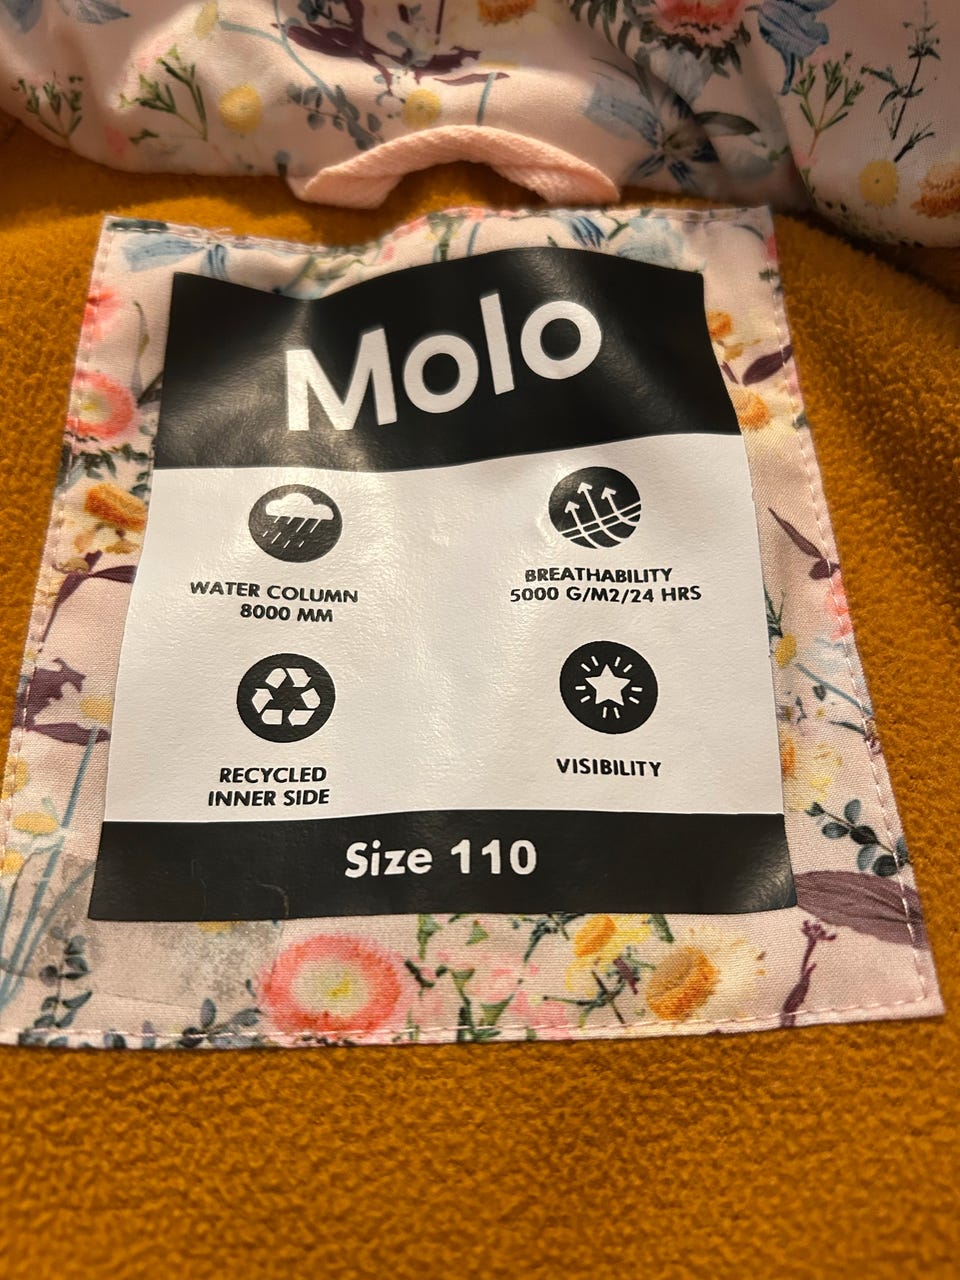 Molo
WATER COLUMN
8000 MM
BREATHABILITY
5000 G/M2/24 HRS
RECYCLED
INNER SIDE
VISIBILITY
Size 110